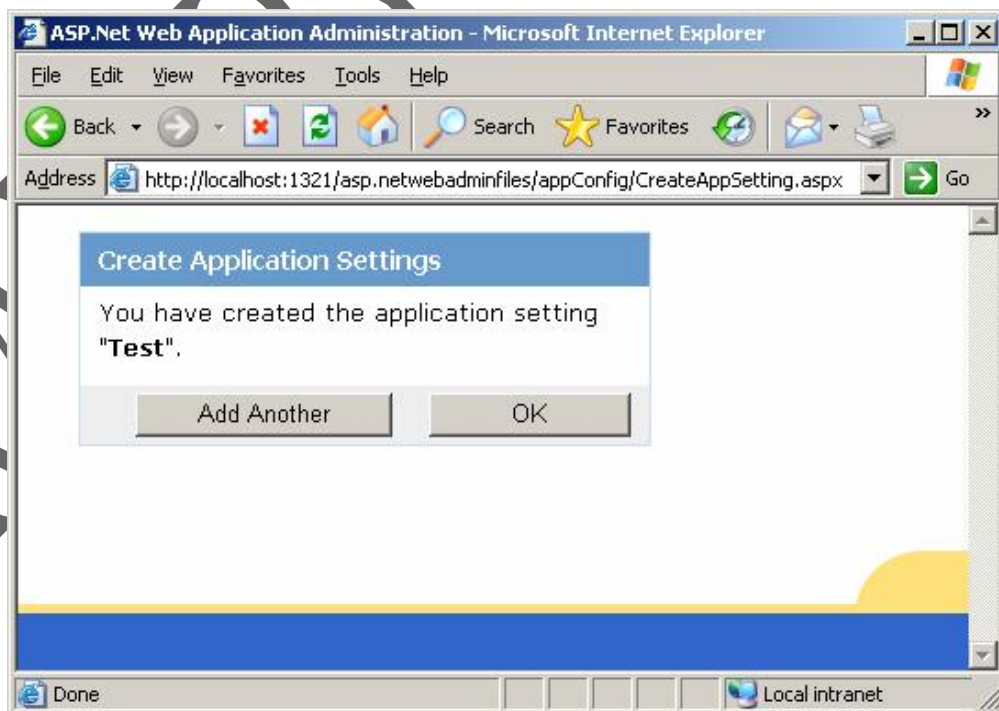 ASP.Net Web Application Administration - Microsoft Internet Explorer
File Edit View Favorites Tools Help
Back Search Favorites »
Address http://localhost:1321/asp.netwebadminfiles/appConfig/CreateAppSetting.aspx Go
Create Application Settings
You have created the application setting
"Test".
Add Another OK
Done Local intranet